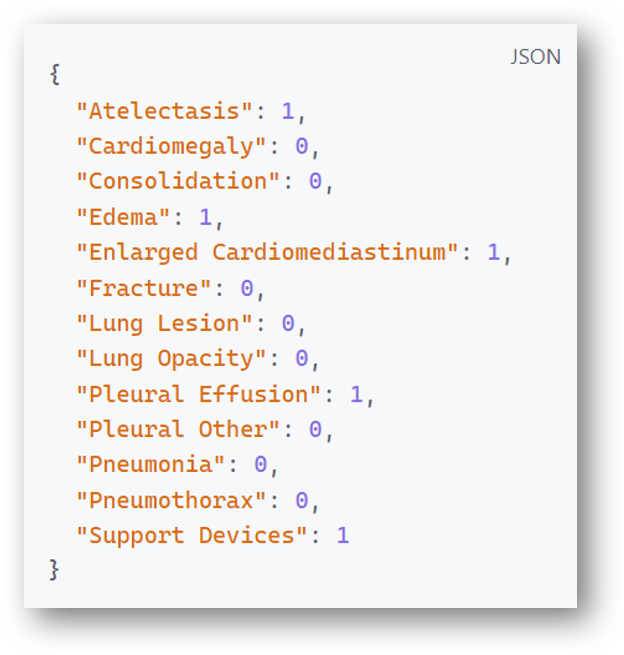 JSON
{
"Atelectasis": 1,
"Cardiomegaly": 0,
"Consolidation": 0,
"Edema": 1,
"Enlarged Cardiomediastinum": 1,
"Fracture": 0,
"Lung Lesion": 0,
"Lung Opacity": 0,
"Pleural Effusion": 1,
"Pleural Other": 0,
"Pneumonia": 0,
"Pneumothorax": 0,
"Support Devices": 1
}